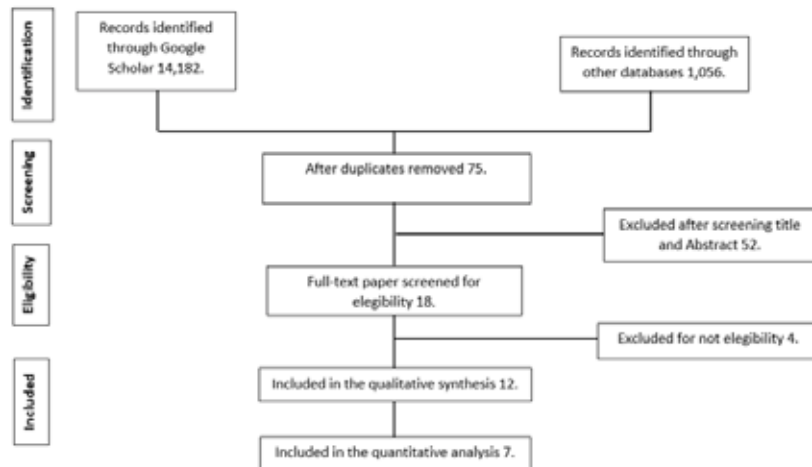 Identification
Records identified
through Google
Scholar 14,182.
Records identified through
other databases 1,056.
Screening
After duplicates removed 75.
Excluded after screening title
and Abstract 52.
Eligibility
Full-text paper screened for
elegibility 18.
Excluded for not elegibility 4.
Included
Included in the qualitative synthesis 12.
Included in the quantitative analysis 7.